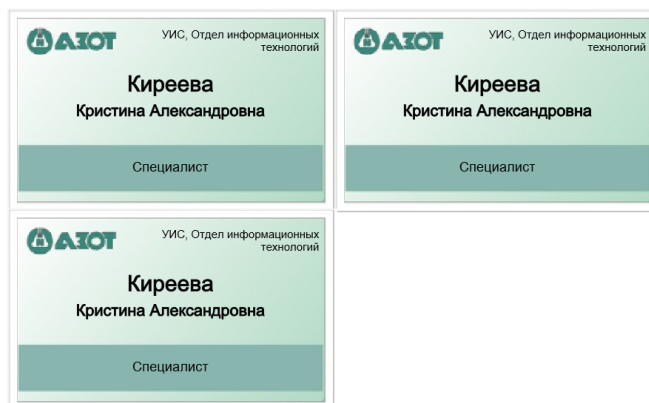 АЗОТ
УИС, Отдел информационных
технологий
Киреева
Кристина Александровна
Специалист
АЗОТ
УИС, Отдел информационных
технологий
Киреева
Кристина Александровна
Специалист
АЗОТ
УИС, Отдел информационных
технологий
Киреева
Кристина Александровна
Специалист